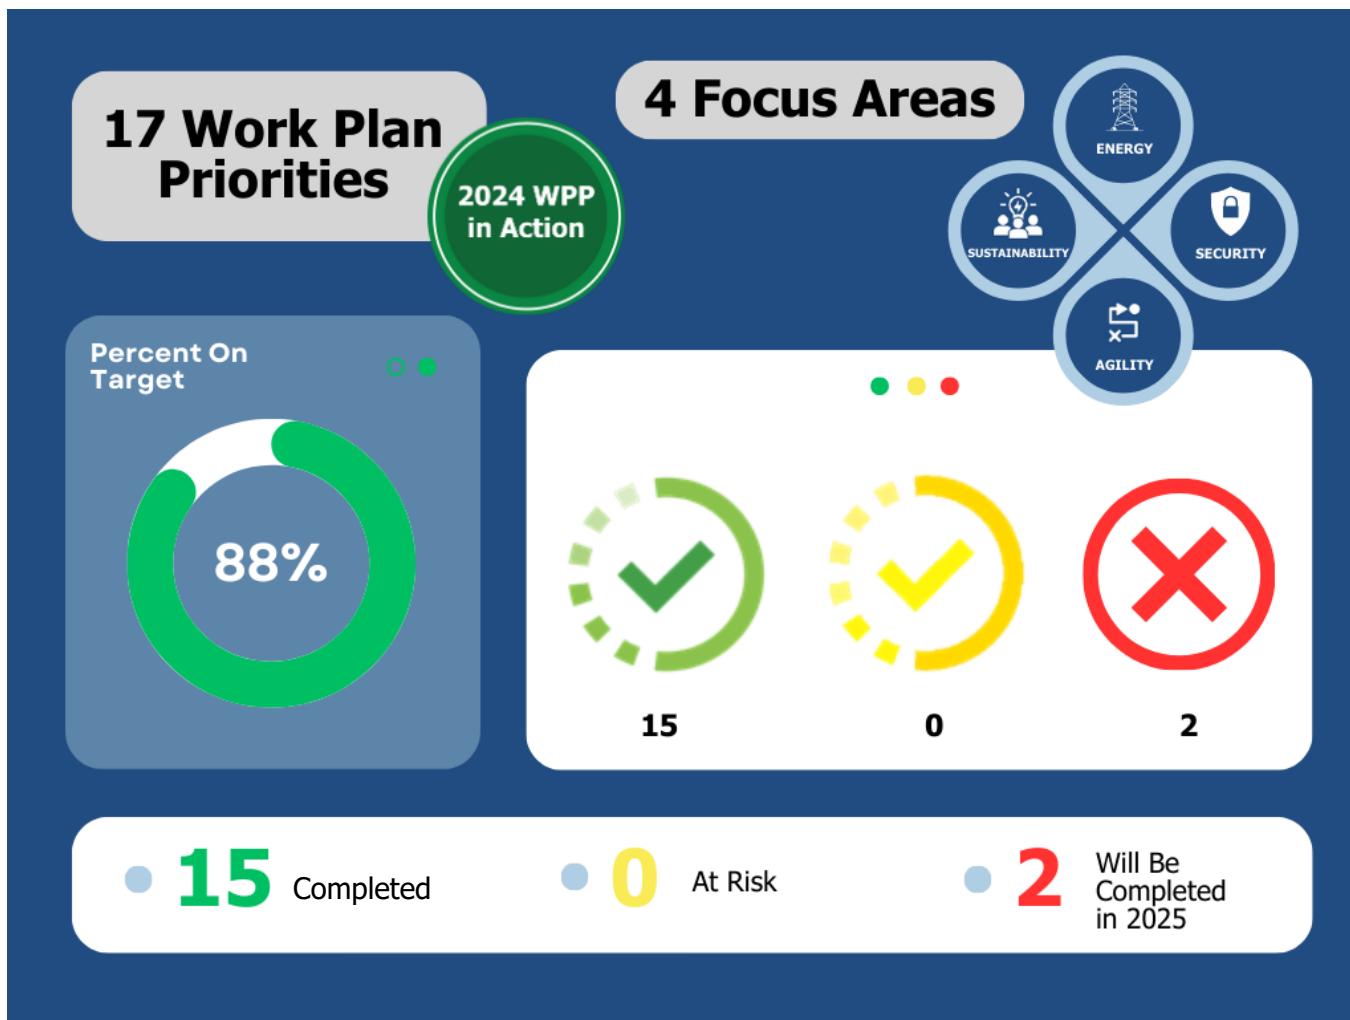 17 Work Plan
Priorities
2024 WPP
in Action
4 Focus Areas
ENERGY
SUSTAINABILITY
SECURITY
AGILITY
Percent On
Target
88%
15
0
2
15 Completed
0 At Risk
2 Will Be
Completed
in 2025